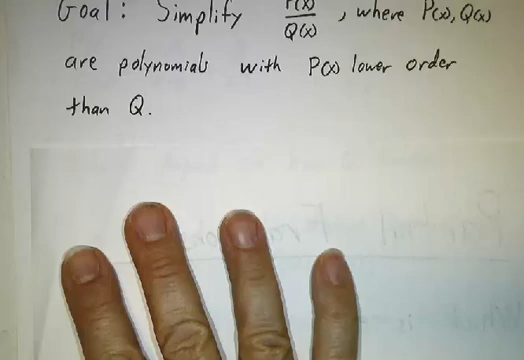 Goal: Simplify P(x)/Q(x), where P(x), Q(x)
are polynomials with P(x) lower order
than Q.